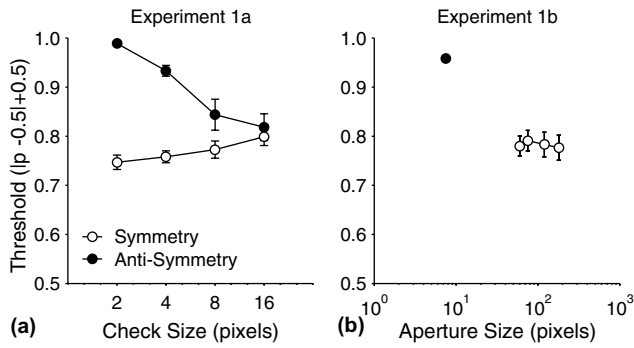 Experiment 1a
Threshold (|p -0.5|+0.5)
1.0
0.9
0.8
0.7
0.6
0.5
Symmetry
Anti-Symmetry
2 4 8 16
(a) Check Size (pixels)
Experiment 1b
1.0
0.9
0.8
0.7
0.6
0.5
10^0 10^1 10^2 10^3
(b) Aperture Size (pixels)